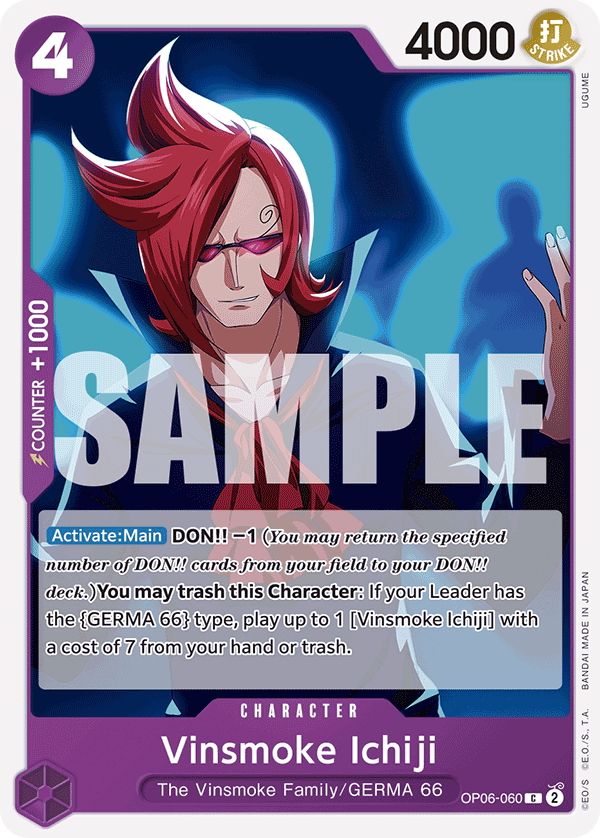 4
4000
打
STRIKE
UGUME
COUNTER +1000
SAMPLE
Activate:Main DON!! −1 (You may return the specified
number of DON!! cards from your field to your DON!!
deck.)You may trash this Character: If your Leader has
the {GERMA 66} type, play up to 1 [Vinsmoke Ichiji] with
a cost of 7 from your hand or trash.
CHARACTER
Vinsmoke Ichiji
The Vinsmoke Family/GERMA 66
OP06-060 C 2
©EO/S ©E.O./S., T.A. BANDAI MADE IN JAPAN